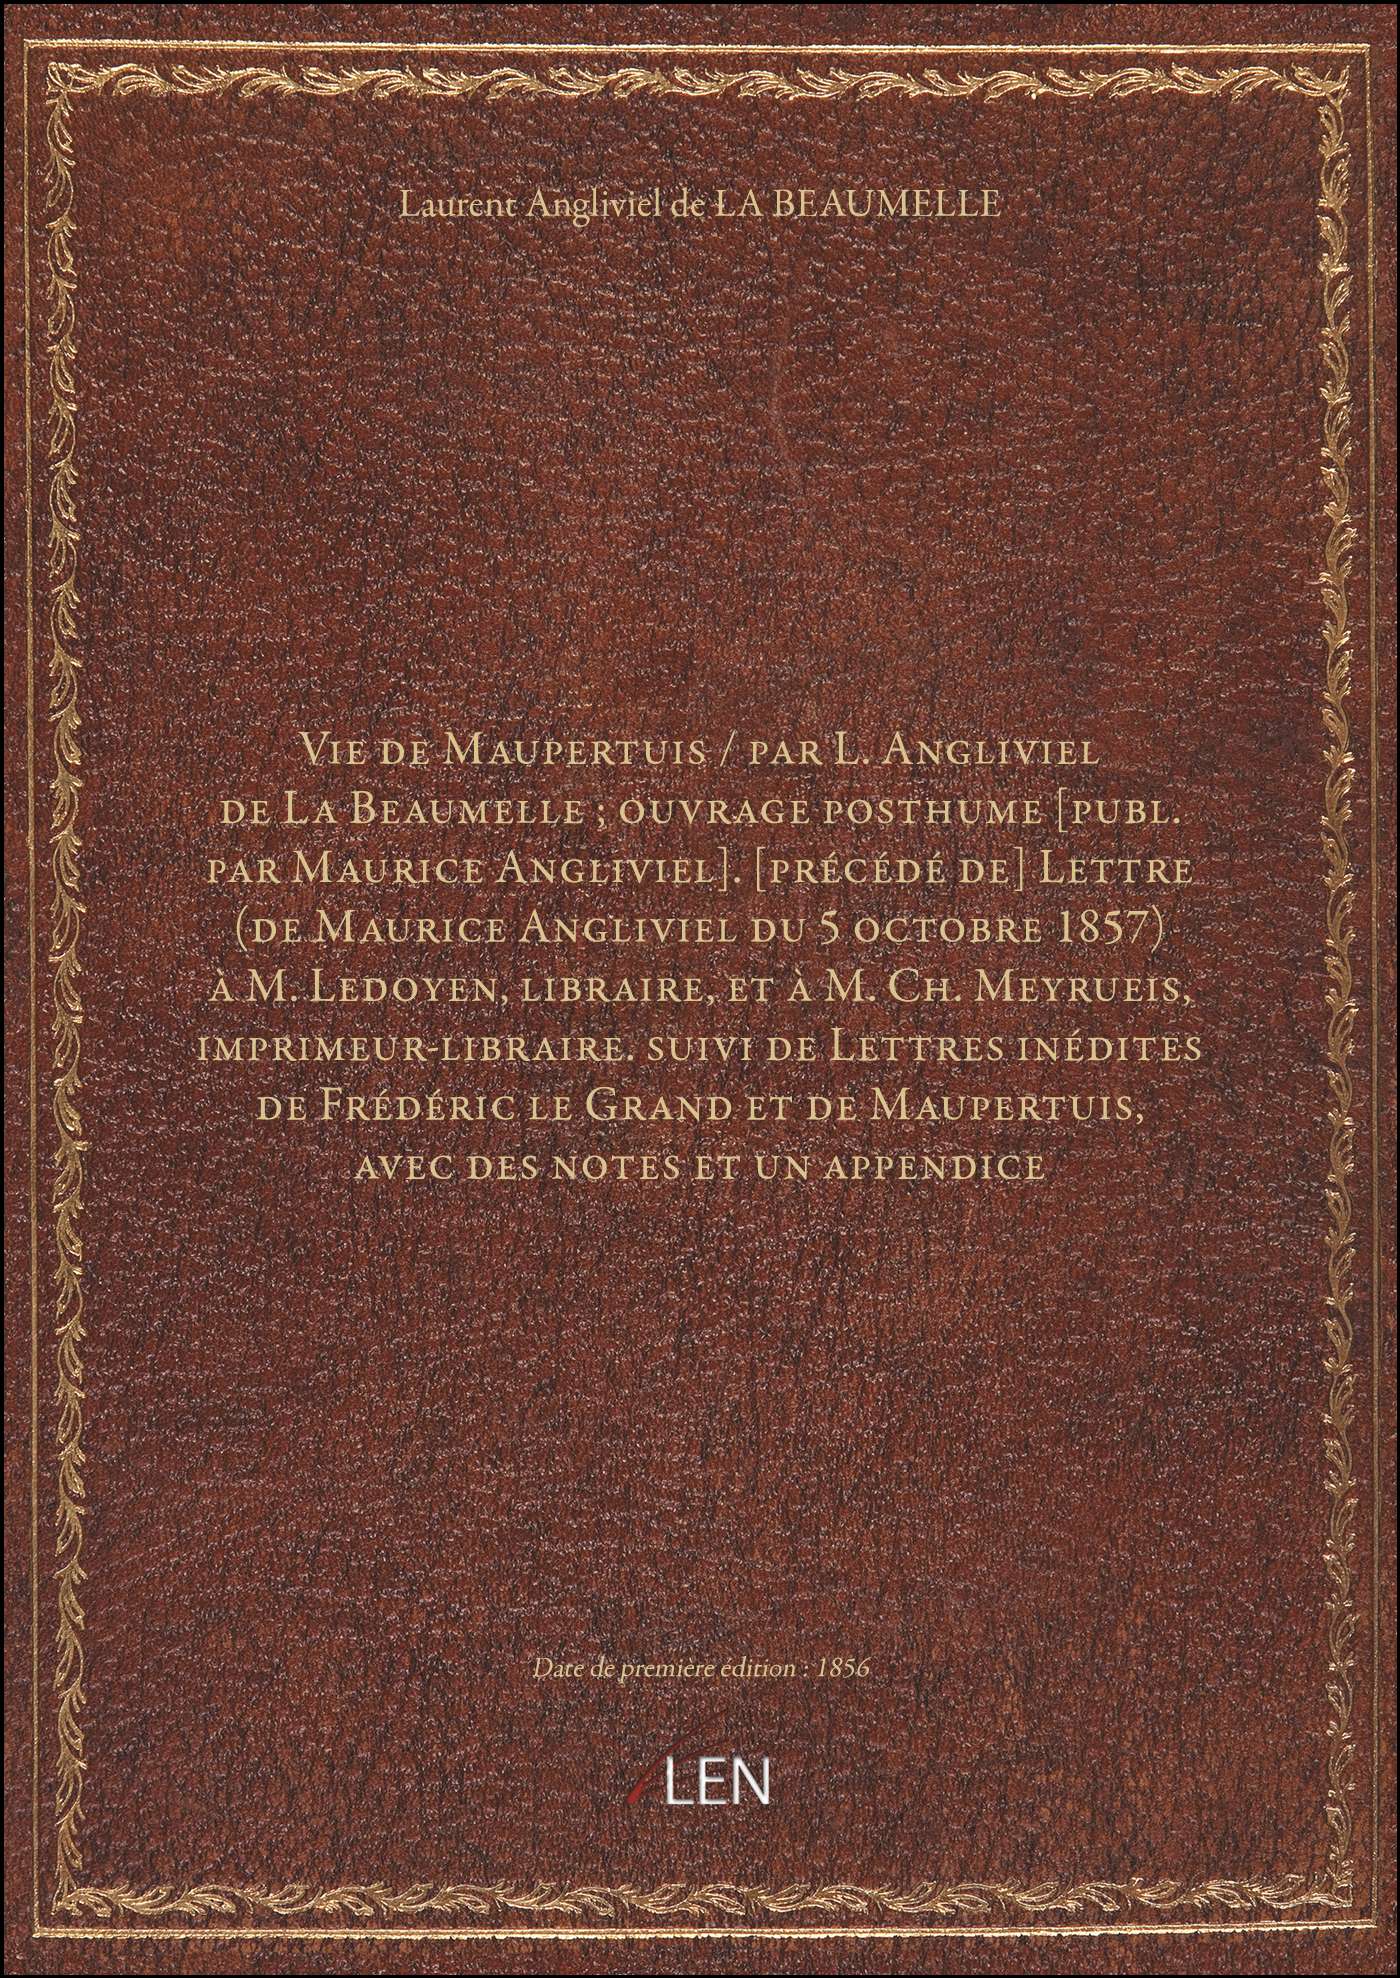 Laurent Angliviel de LA BEAUMELLE
Vie de Maupertuis / par L. Angliviel
de La Beaumelle ; ouvrage posthume [publ.
par Maurice Angliviel]. [précédé de] Lettre
(de Maurice Angliviel du 5 octobre 1857)
à M. Ledoyen, libraire, et à M. Ch. Meyrueis,
imprimeur-libraire. suivi de Lettres inédites
de Frédéric le Grand et de Maupertuis,
avec des notes et un appendice
Date de première édition : 1856
LEN